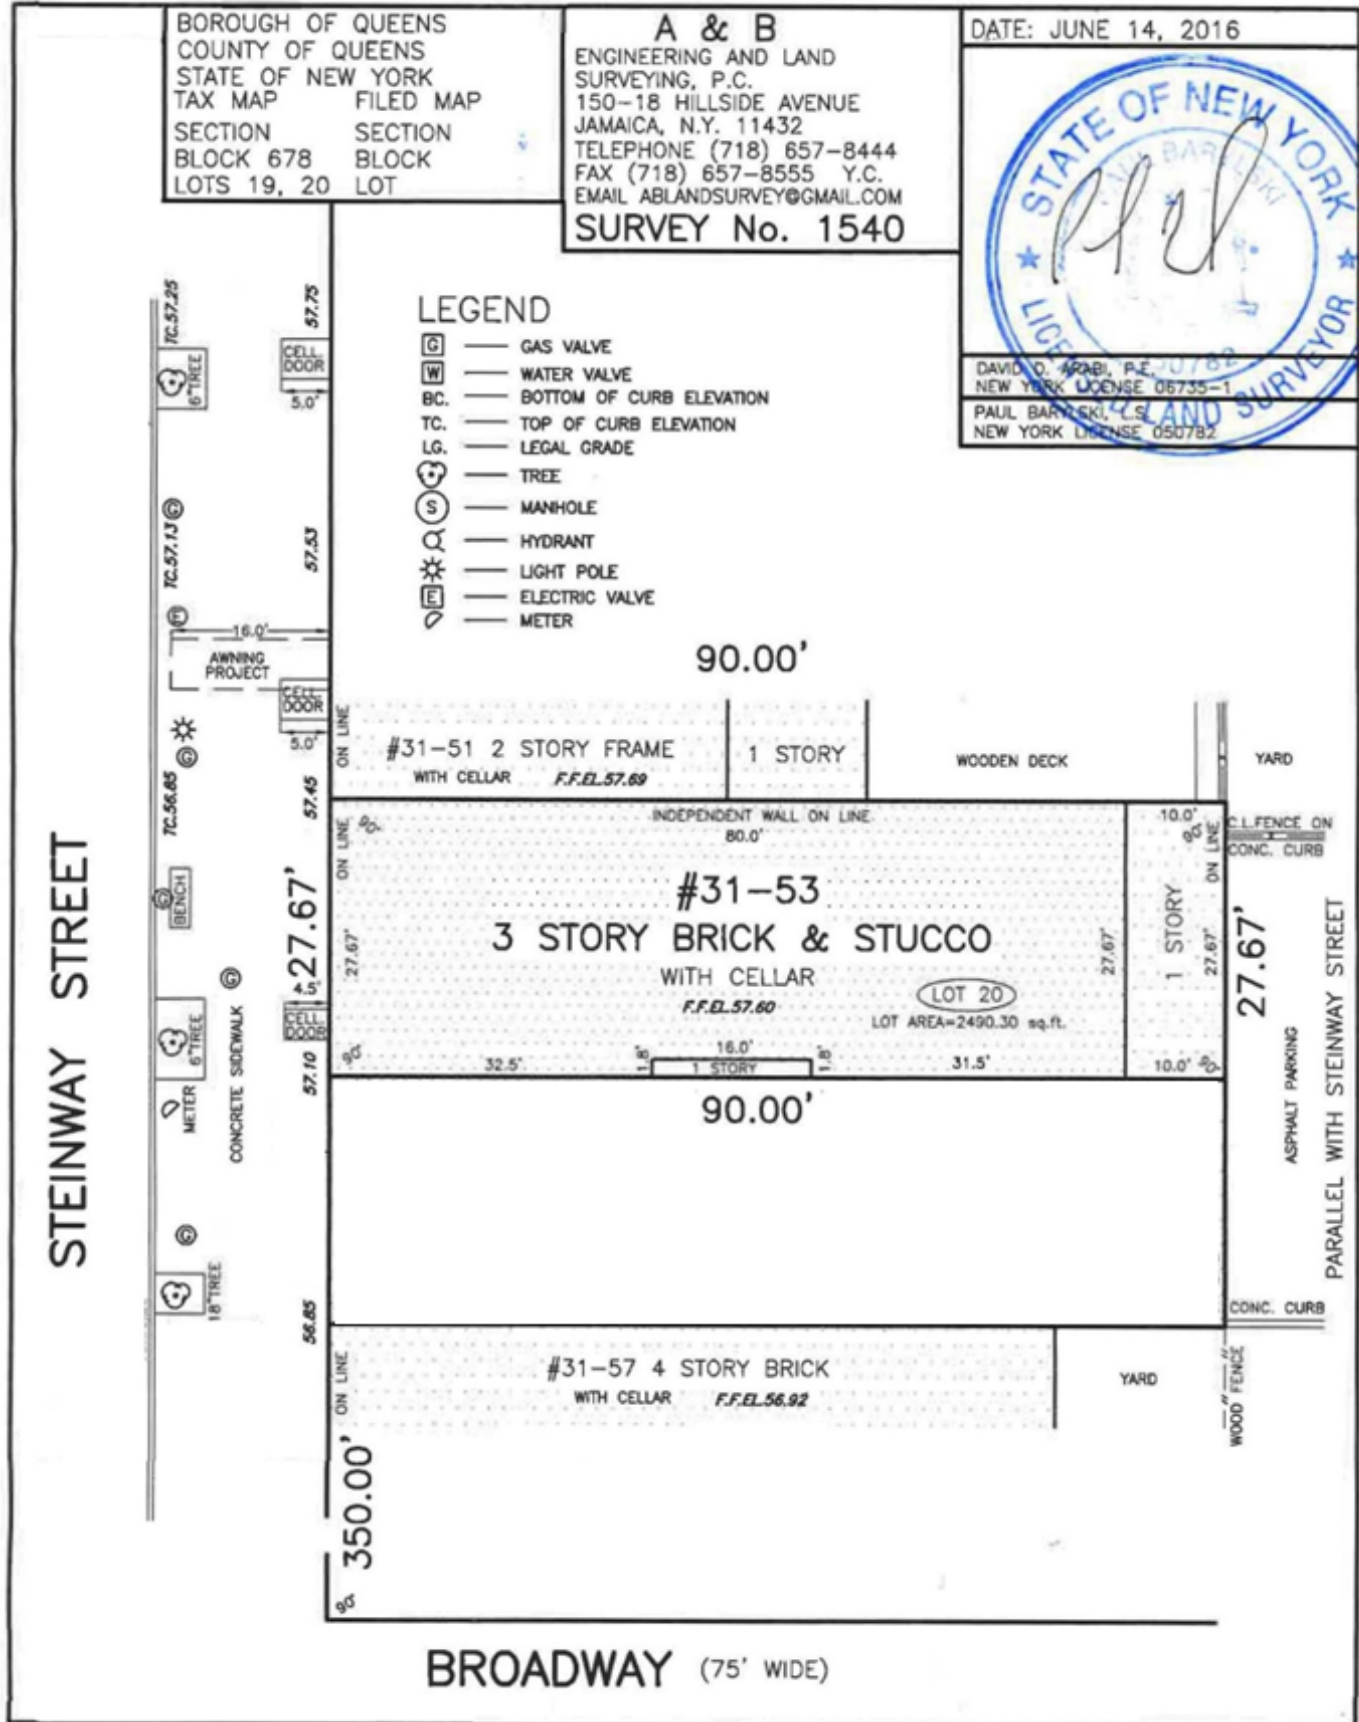 BOROUGH OF QUEENS
COUNTY OF QUEENS
STATE OF NEW YORK
TAX MAP FILED MAP
SECTION SECTION
BLOCK 678 BLOCK
LOTS 19, 20 LOT
A & B
ENGINEERING AND LAND
SURVEYING, P.C.
150-18 HILLSIDE AVENUE
JAMAICA, N.Y. 11432
TELEPHONE (718) 657-8444
FAX (718) 657-8555 Y.C.
EMAIL ABLANDSURVEY@GMAIL.COM
SURVEY No. 1540
DATE: JUNE 14, 2016
STATE OF NEW YORK
LICENSED LAND SURVEYOR
DAVID D. ARABI, P.E.
NEW YORK LICENSE 06735-1
PAUL BARYLSKI, L.S.
NEW YORK LICENSE 050782
LEGEND
G GAS VALVE
W WATER VALVE
BC. BOTTOM OF CURB ELEVATION
TC. TOP OF CURB ELEVATION
LG. LEGAL GRADE
TREE
S MANHOLE
HYDRANT
LIGHT POLE
E ELECTRIC VALVE
METER
TC.57.25
57.75
6"TREE
CELL.
DOOR
5.0'
G
TC.57.13
57.53
E
16.0'
AWNING
PROJECT
CELL.
DOOR
5.0'
G
TC.56.85
57.45
G
BENCH
27.67'
G
4.5'
CELL.
DOOR
6"TREE
CONCRETE SIDEWALK
57.10
METER
G
18"TREE
56.85
STEINWAY STREET
90.00'
ON LINE
#31-51 2 STORY FRAME
WITH CELLAR F.F.EL.57.69
1 STORY
WOODEN DECK
YARD
INDEPENDENT WALL ON LINE
80.0'
10.0'
90°
ON LINE
90°
ON LINE
C.L.FENCE ON
CONC. CURB
#31-53
3 STORY BRICK & STUCCO
WITH CELLAR
F.F.EL.57.60
LOT 20
LOT AREA=2490.30 sq.ft.
27.67'
27.67'
1 STORY
27.67'
27.67'
90°
32.5'
1.8'
16.0'
1 STORY
1.8'
31.5'
10.0'
90°
90.00'
ASPHALT PARKING
PARALLEL WITH STEINWAY STREET
CONC. CURB
ON LINE
#31-57 4 STORY BRICK
WITH CELLAR F.F.EL.56.92
YARD
WOOD FENCE
350.00'
90°
BROADWAY (75' WIDE)